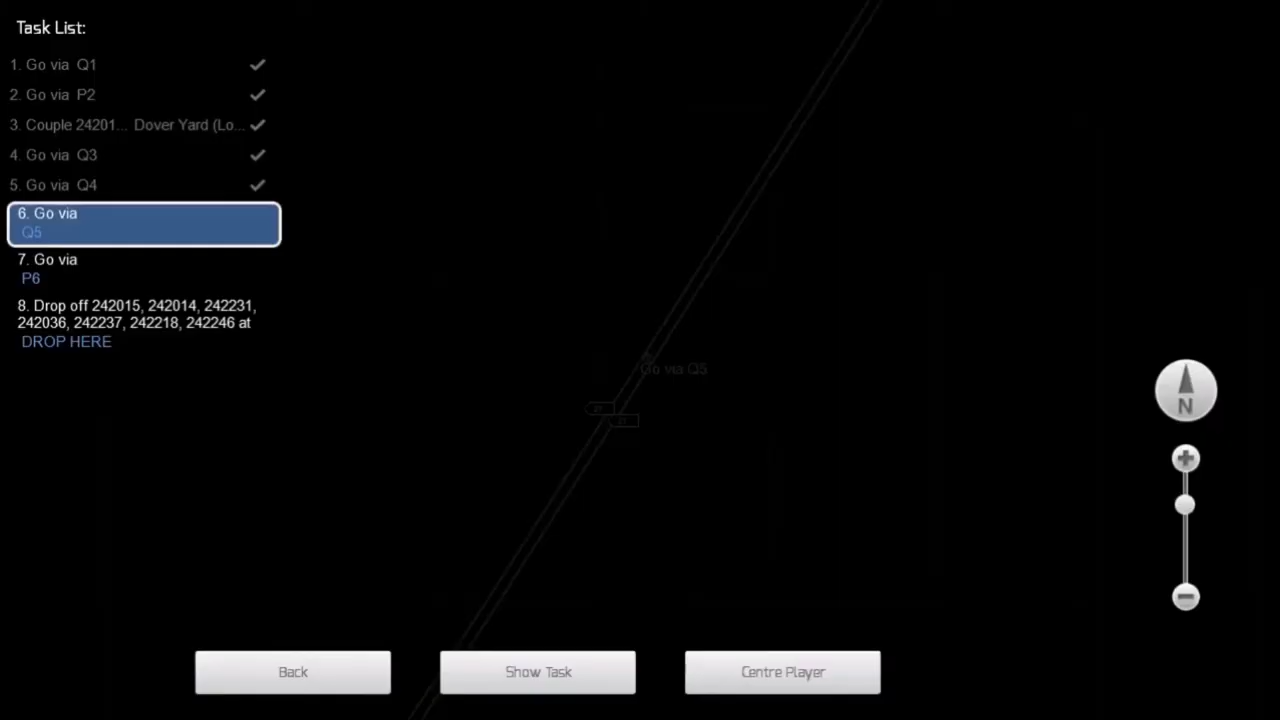 Task List:
1. Go via Q1
2. Go via P2
3. Couple 24201... Dover Yard (Lo...
4. Go via Q3
5. Go via Q4
6. Go via
Q5
7. Go via
P6
8. Drop off 242015, 242014, 242231,
242036, 242237, 242218, 242246 at
DROP HERE
Go via Q5
N
Back
Show Task
Centre Player